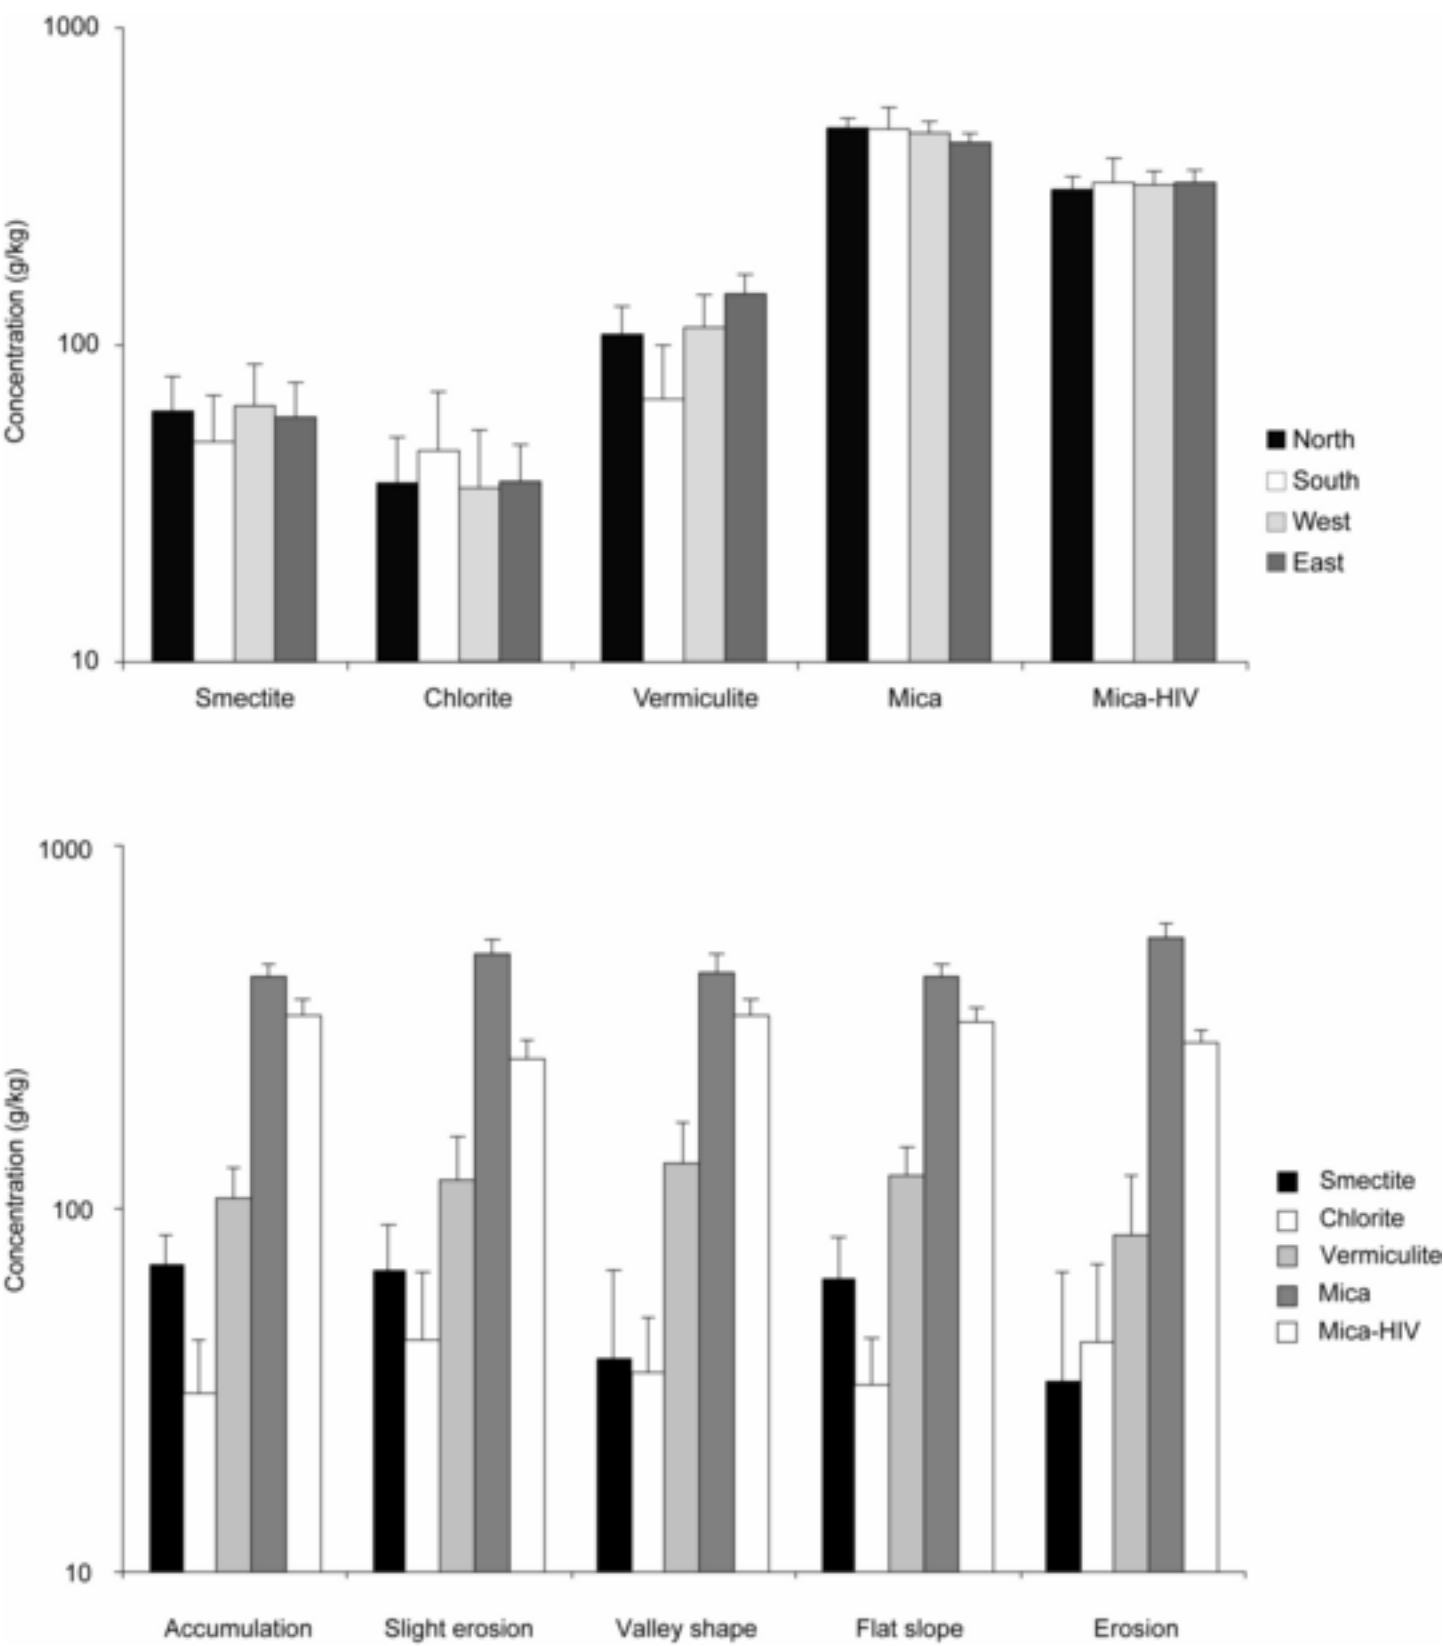 1000
Concentration (g/kg)
100
10
North
South
West
East
Smectite Chlorite Vermiculite Mica Mica-HIV
1000
Concentration (g/kg)
100
10
Smectite
Chlorite
Vermiculite
Mica
Mica-HIV
Accumulation Slight erosion Valley shape Flat slope Erosion